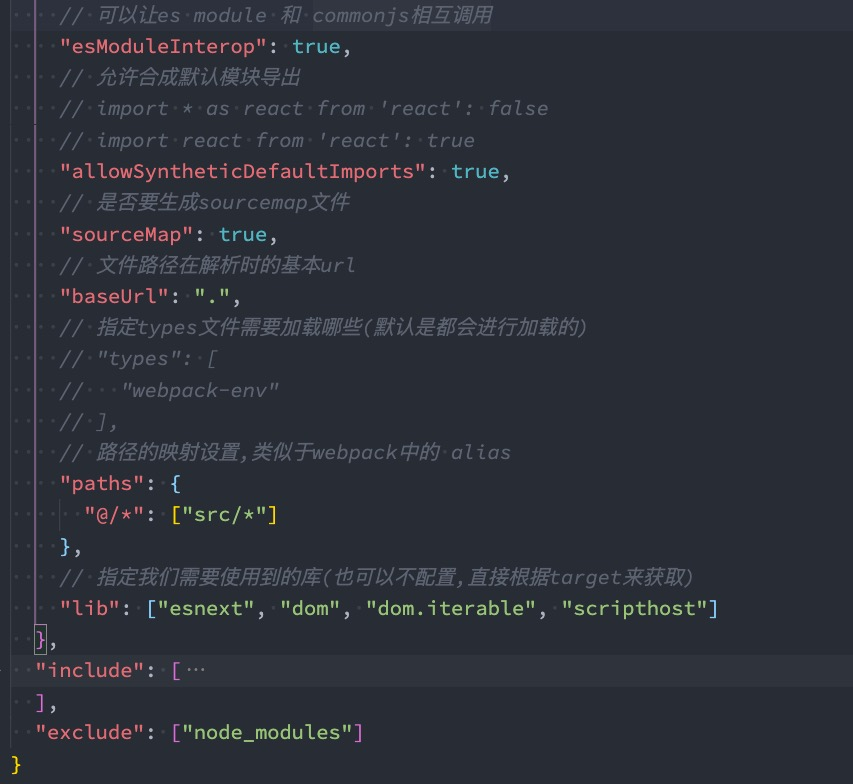 // 可以让es module 和 commonjs相互调用
"esModuleInterop": true,
// 允许合成默认模块导出
// import * as react from 'react': false
// import react from 'react': true
"allowSyntheticDefaultImports": true,
// 是否要生成sourcemap文件
"sourceMap": true,
// 文件路径在解析时的基本url
"baseUrl": ".",
// 指定types文件需要加载哪些(默认是都会进行加载的)
// "types": [
//   "webpack-env"
// ],
// 路径的映射设置,类似于webpack中的 alias
"paths": {
"@/*": ["src/*"]
},
// 指定我们需要使用到的库(也可以不配置,直接根据target来获取)
"lib": ["esnext", "dom", "dom.iterable", "scripthost"]
},
"include": [ ⋯
],
"exclude": ["node_modules"]
}